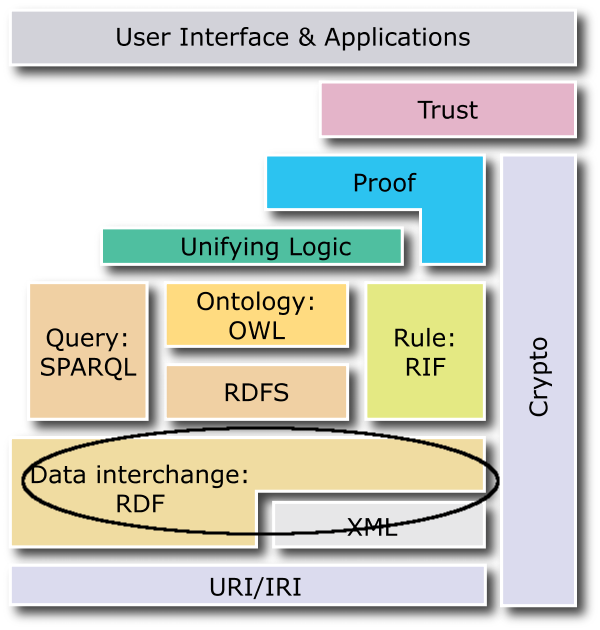 User Interface & Applications
Trust
Proof
Unifying Logic
Query:
SPARQL
Ontology:
OWL
RDFS
Rule:
RIF
Crypto
Data interchange:
RDF
XML
URI/IRI